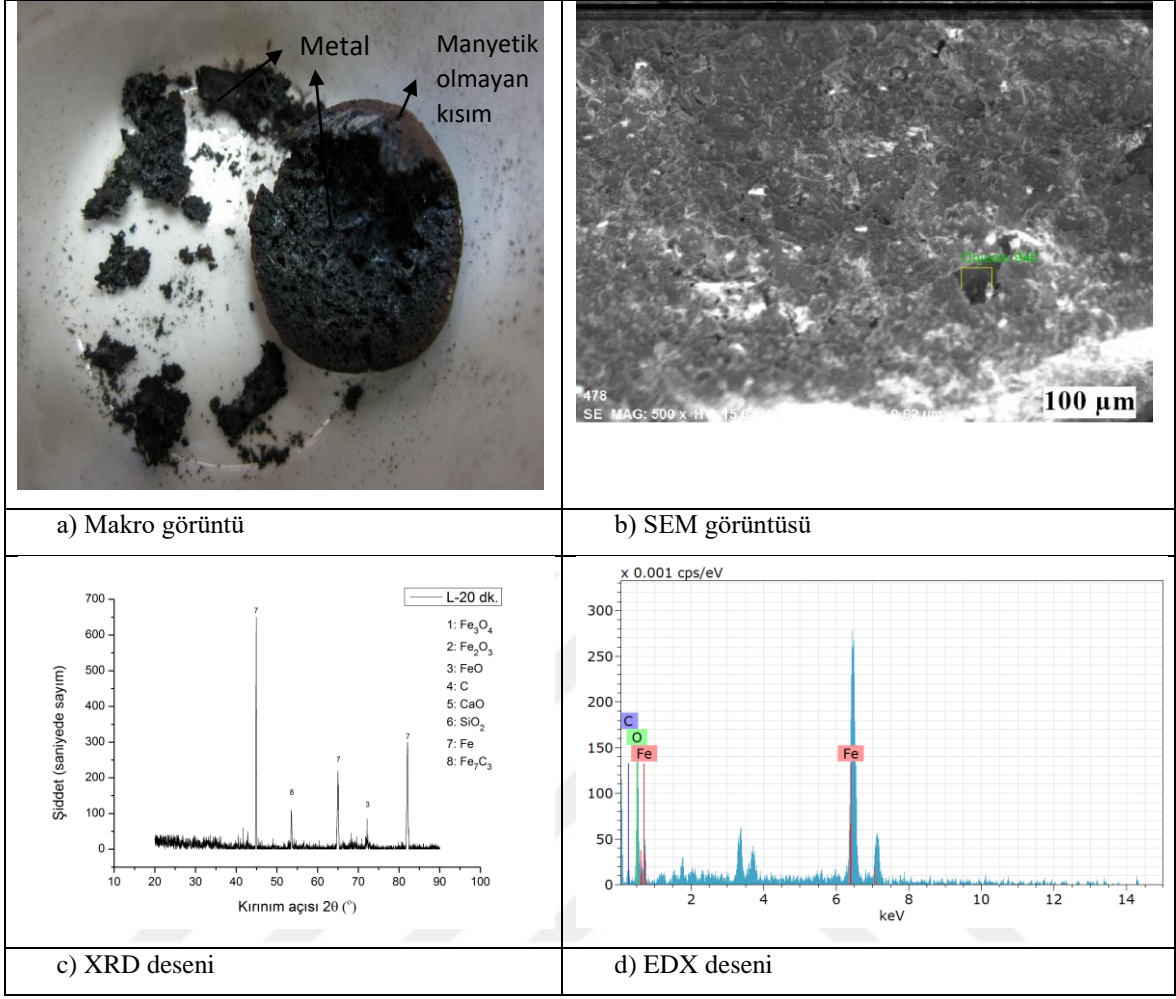 Metal
Manyetik
olmayan
kısım
478
SE MAG: 500 x
100 µm
a) Makro görüntü
b) SEM görüntüsü
700
600
500
400
300
200
100
0
10 20 30 40 50 60 70 80 90 100
Şiddet (saniyede sayım)
Kırınım açısı 2θ (°)
L-20 dk.
1: Fe₃O₄
2: Fe₂O₃
3: FeO
4: C
5: CaO
6: SiO₂
7: Fe
8: Fe₇C₃
7
8
7
3
7
x 0.001 cps/eV
300
250
200
150
100
50
0
C
O
Fe
Fe
2 4 6 8 10 12 14
keV
c) XRD deseni
d) EDX deseni